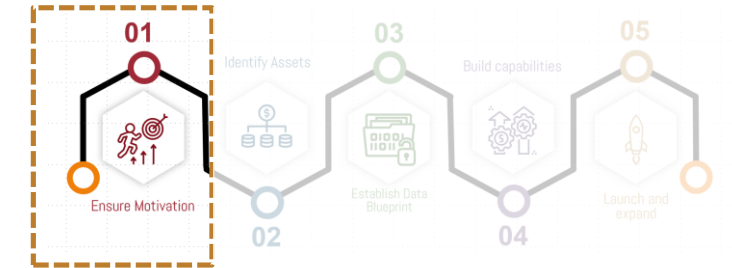 01
Ensure Motivation
Identify Assets
02
03
Establish Data
Blueprint
Build capabilities
04
05
Launch and
expand